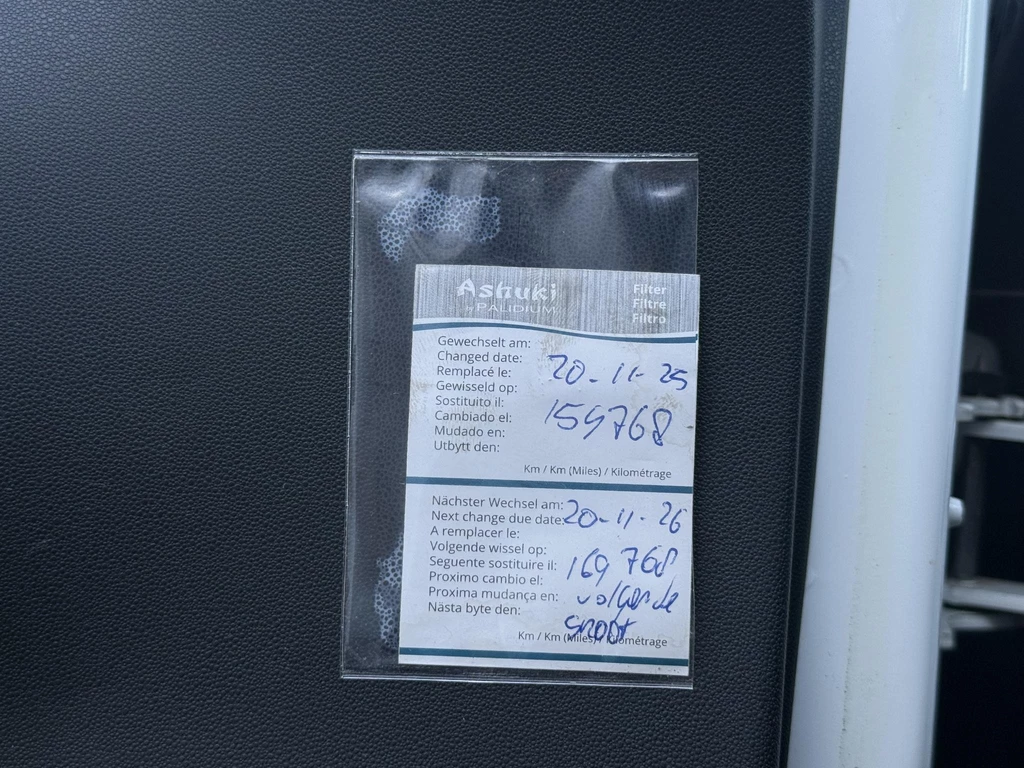 Ashuki
by PALIDIUM
Filter
Filtre
Filtro
Gewechselt am:
Changed date:
Remplacé le:
Gewisseld op:
Sostituito il:
Cambiado el:
Mudado en:
Utbytt den:
20-11-25
159768
Km / Km (Miles) / Kilométrage
Nächster Wechsel am:
Next change due date:
A remplacer le:
Volgende wissel op:
Seguente sostituire il:
Proximo cambio el:
Proxima mudança en:
Nästa byte den:
20-11-26
169768
volgende
groot
Km / Km (Miles) / Kilométrage